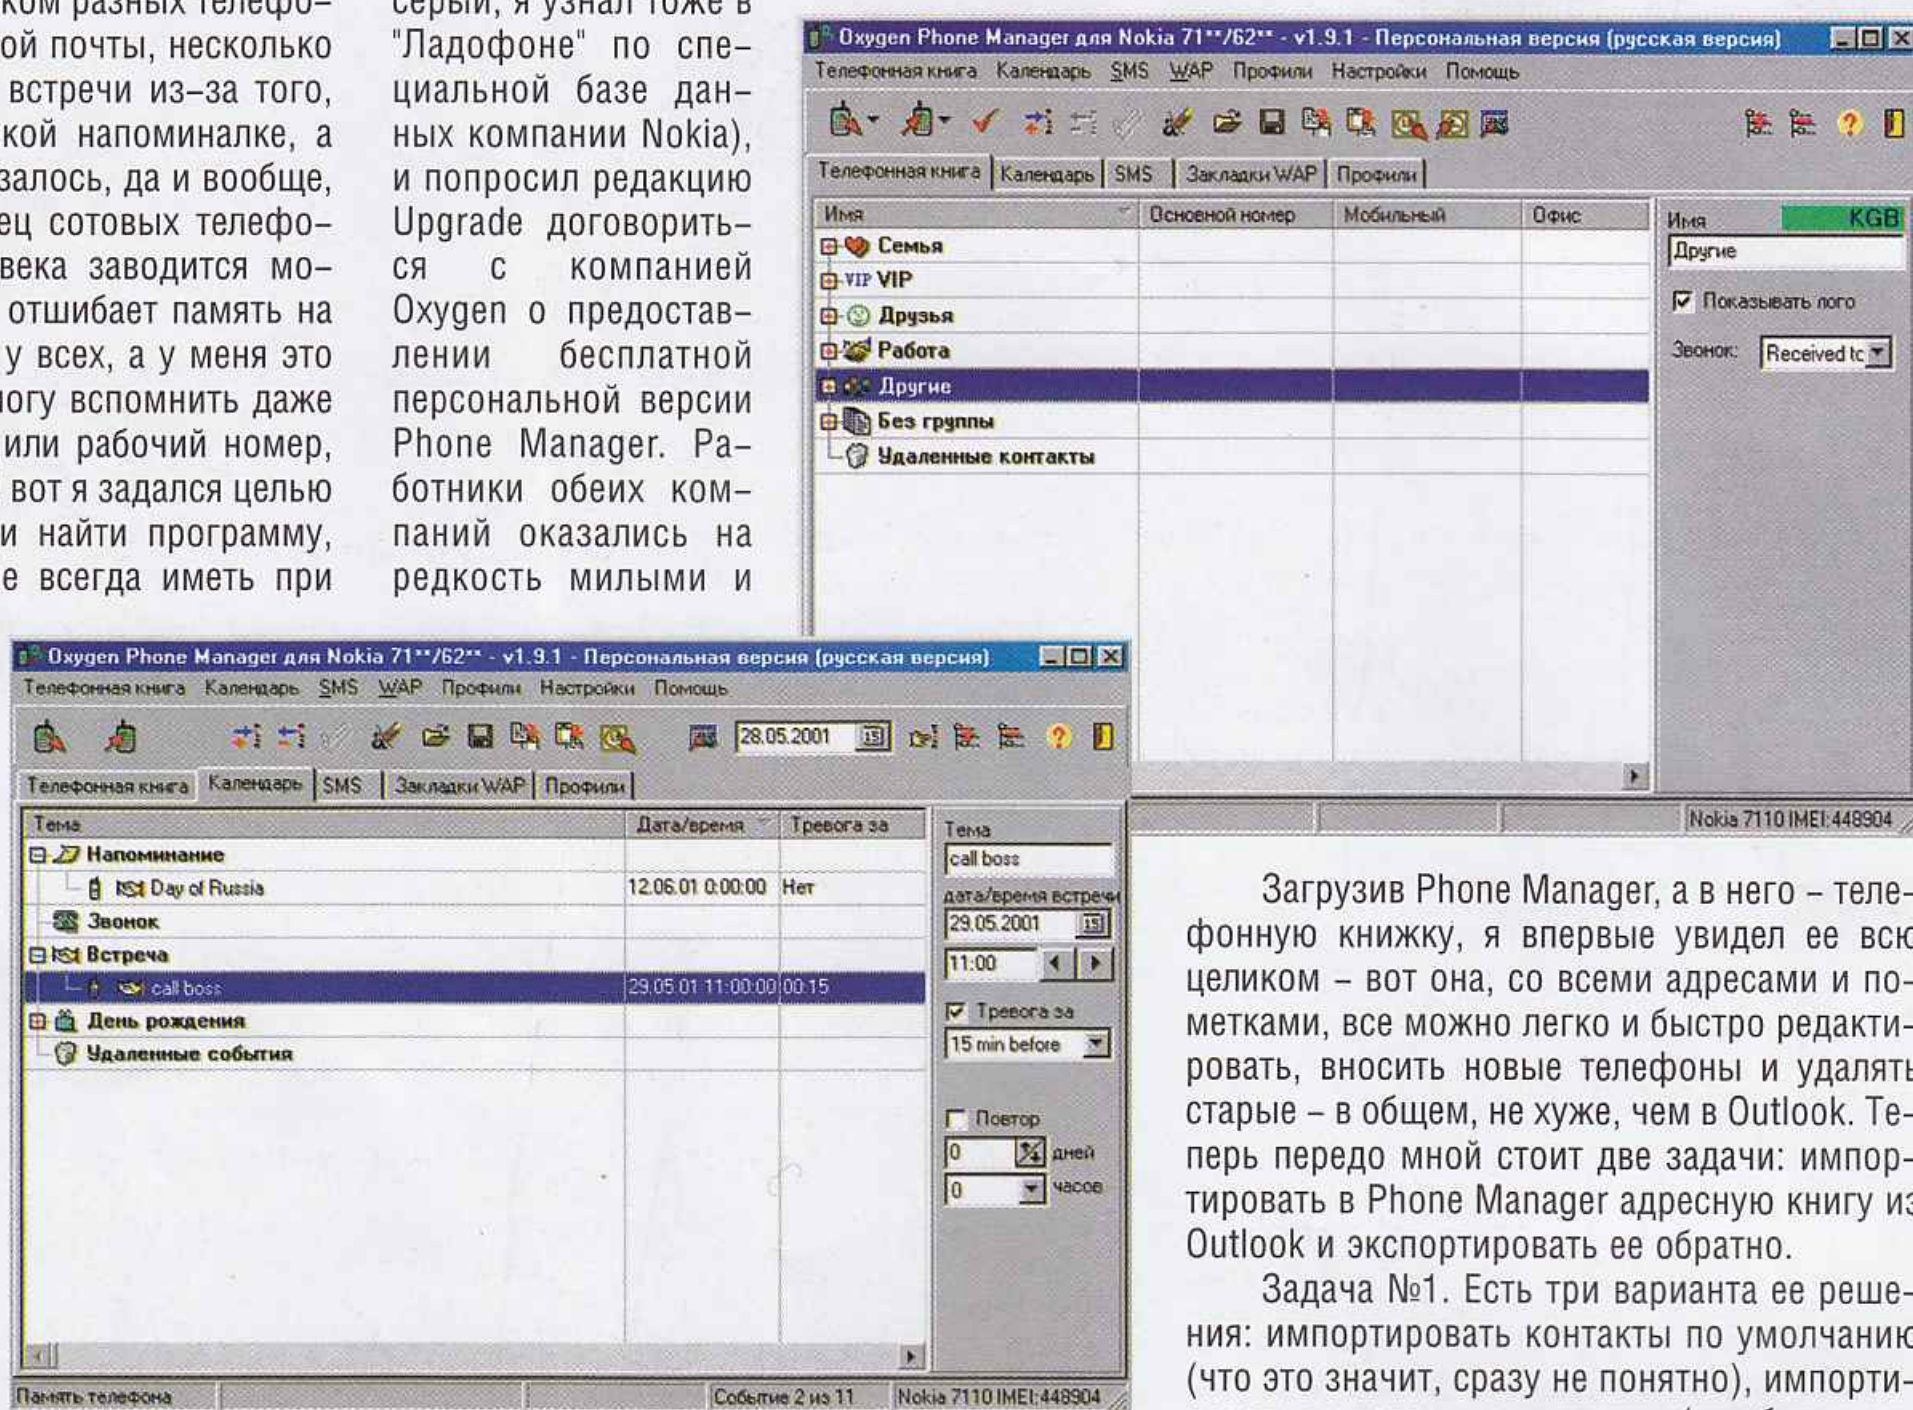 ком разных телефо–
ой почты, несколько
встречи из–за того,
кой напоминалке, а
залось, да и вообще,
ец сотовых телефо–
века заводится мо–
отшибает память на
у всех, а у меня это
могу вспомнить даже
или рабочий номер,
вот я задался целью
и найти программу,
е всегда иметь при
серый, я узнал тоже в
"Ладофоне" по спе–
циальной базе дан–
ных компании Nokia),
и попросил редакцию
Upgrade договорить–
ся с компанией
Oxygen о предостав–
лении бесплатной
персональной версии
Phone Manager. Ра–
ботники обеих ком–
паний оказались на
редкость милыми и
Oxygen Phone Manager для Nokia 71**/62** - v1.9.1 - Персональная версия (русская версия)
Телефонная книга Календарь SMS WAP Профили Настройки Помощь
Телефонная книга Календарь SMS Закладки WAP Профили
Имя Основной номер Мобильный Офис
Семья
VIP VIP
Друзья
Работа
Другие
Без группы
Удаленные контакты
Имя KGB
Другие
Показывать лого
Звонок: Received tc
Nokia 7110 IMEI: 448904
Oxygen Phone Manager для Nokia 71**/62** - v1.9.1 - Персональная версия (русская версия)
Телефонная книга Календарь SMS WAP Профили Настройки Помощь
28.05.2001 15
Телефонная книга Календарь SMS Закладки WAP Профили
Тема Дата/время Тревога за
Напоминание
Day of Russia 12.06.01 0:00:00 Нет
Звонок
Встреча
call boss 29.05.01 11:00:00 00:15
День рождения
Удаленные события
Тема
call boss
дата/время встречи
29.05.2001 15
11:00
Тревога за
15 min before
Повтор
0 дней
0 часов
Память телефона Событие 2 из 11 Nokia 7110 IMEI: 448904
Загрузив Phone Manager, а в него – теле–
фонную книжку, я впервые увидел ее всю
целиком – вот она, со всеми адресами и по–
метками, все можно легко и быстро редакти–
ровать, вносить новые телефоны и удалять
старые – в общем, не хуже, чем в Outlook. Те–
перь передо мной стоит две задачи: импор–
тировать в Phone Manager адресную книгу из
Outlook и экспортировать ее обратно.
Задача №1. Есть три варианта ее реше–
ния: импортировать контакты по умолчанию
(что это значит, сразу не понятно), импорти–